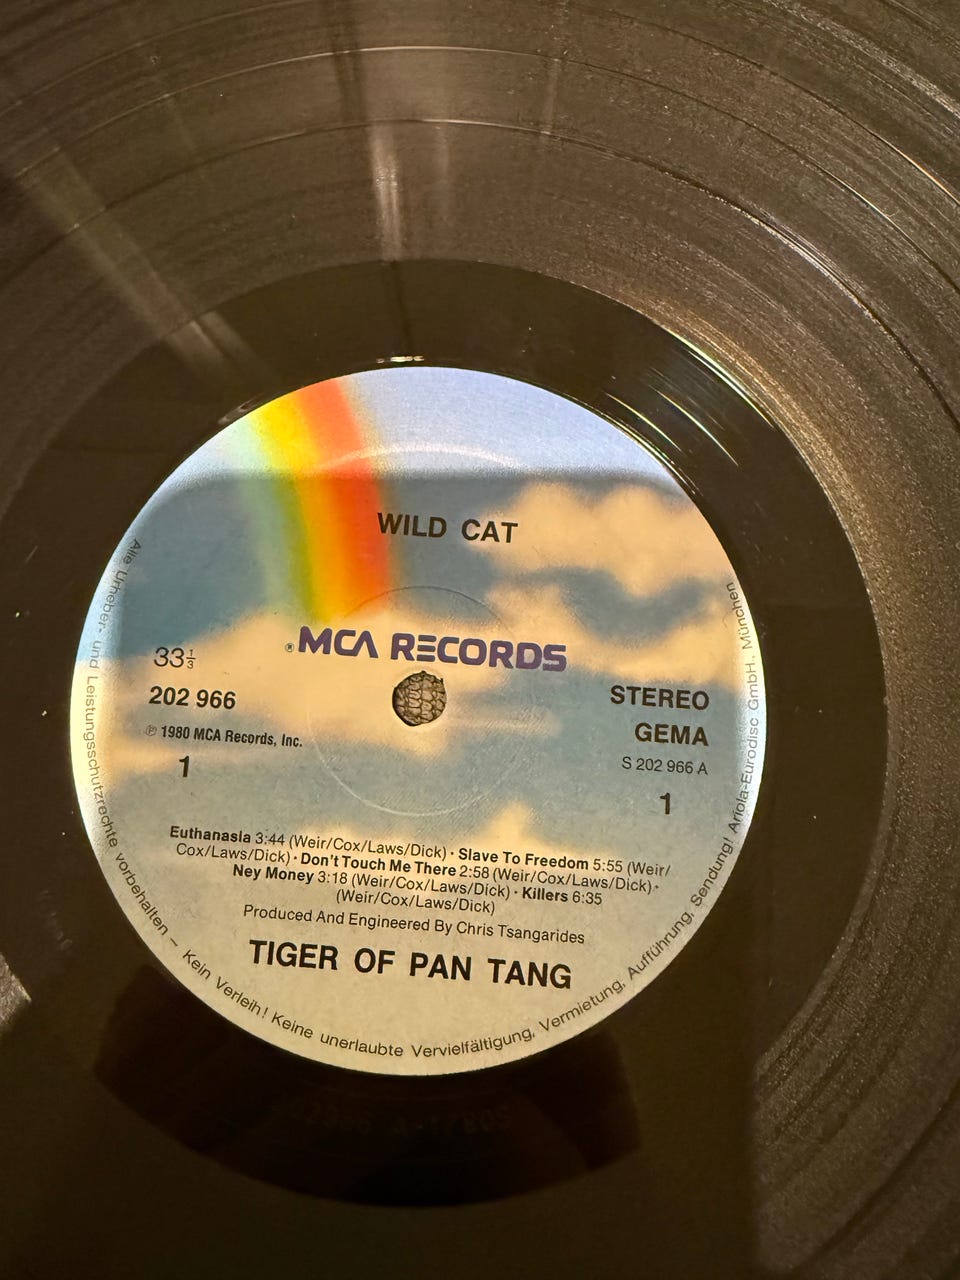 WILD CAT
® MCA RECORDS
33⅓
202 966
℗ 1980 MCA Records, Inc.
1
STEREO
GEMA
S 202 966 A
1
Euthanasia 3:44 (Weir/Cox/Laws/Dick) · Slave To Freedom 5:55 (Weir/
Cox/Laws/Dick) · Don't Touch Me There 2:58 (Weir/Cox/Laws/Dick) ·
Ney Money 3:18 (Weir/Cox/Laws/Dick) · Killers 6:35
(Weir/Cox/Laws/Dick)
Produced And Engineered By Chris Tsangarides
TIGER OF PAN TANG
Alle Urheber- und Leistungsschutzrechte vorbehalten – Kein Verleih! Keine unerlaubte Vervielfältigung, Vermietung, Aufführung, Sendung! Ariola-Eurodisc GmbH., München